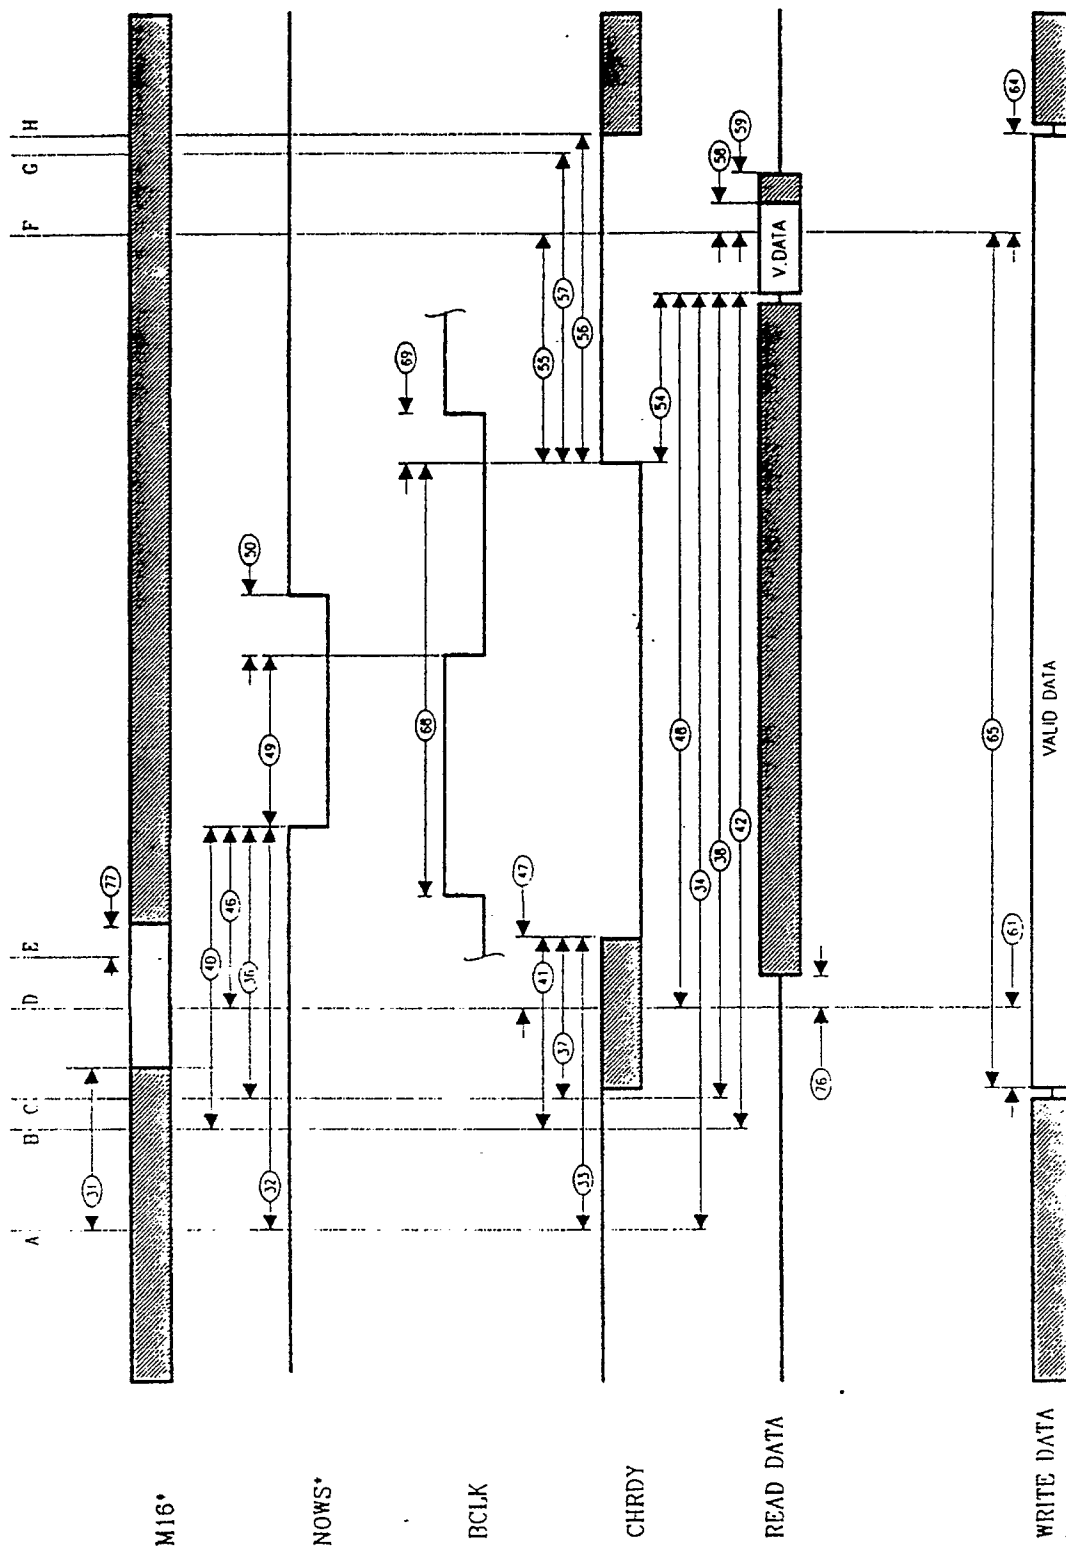 A B C D E F G H
31
77
M16*
40
46
36 50
32 49
NOWS*
69
68
BCLK
47
41 55
37 57
33 56
CHRDY
54
48
34
38 58
42 59
READ DATA V.DATA
76
65
61 64
WRITE DATA VALID DATA